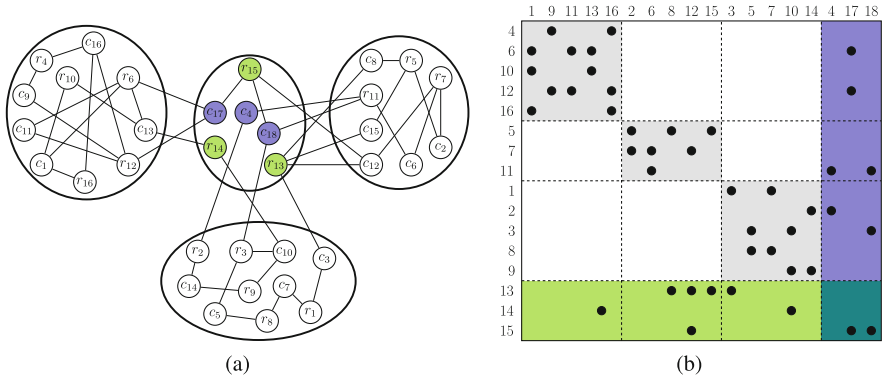 1 9 11 13 16 2 6 8 12 15 3 5 7 10 14 4 17 18
c16
r4
r10
r6
c9
c11
c13
c1
r16
r12
r15
c17
c4
c18
r14
r13
c8
r5
r7
r11
c15
c12
c6
c2
r2
r3
c10
c3
c14
r9
c7
c5
r8
r1
4
6
10
12
16
5
7
11
1
2
3
8
9
13
14
15
(a)
(b)